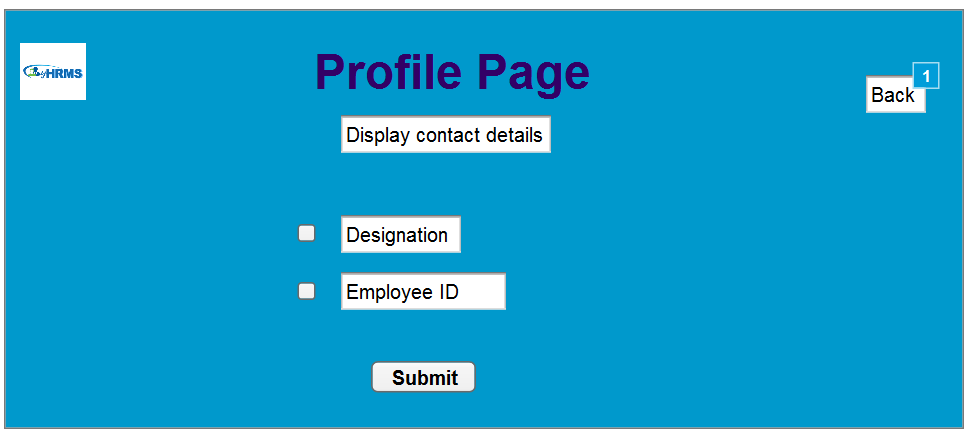 HRMS
Profile Page
1
Back
Display contact details
Designation
Employee ID
Submit